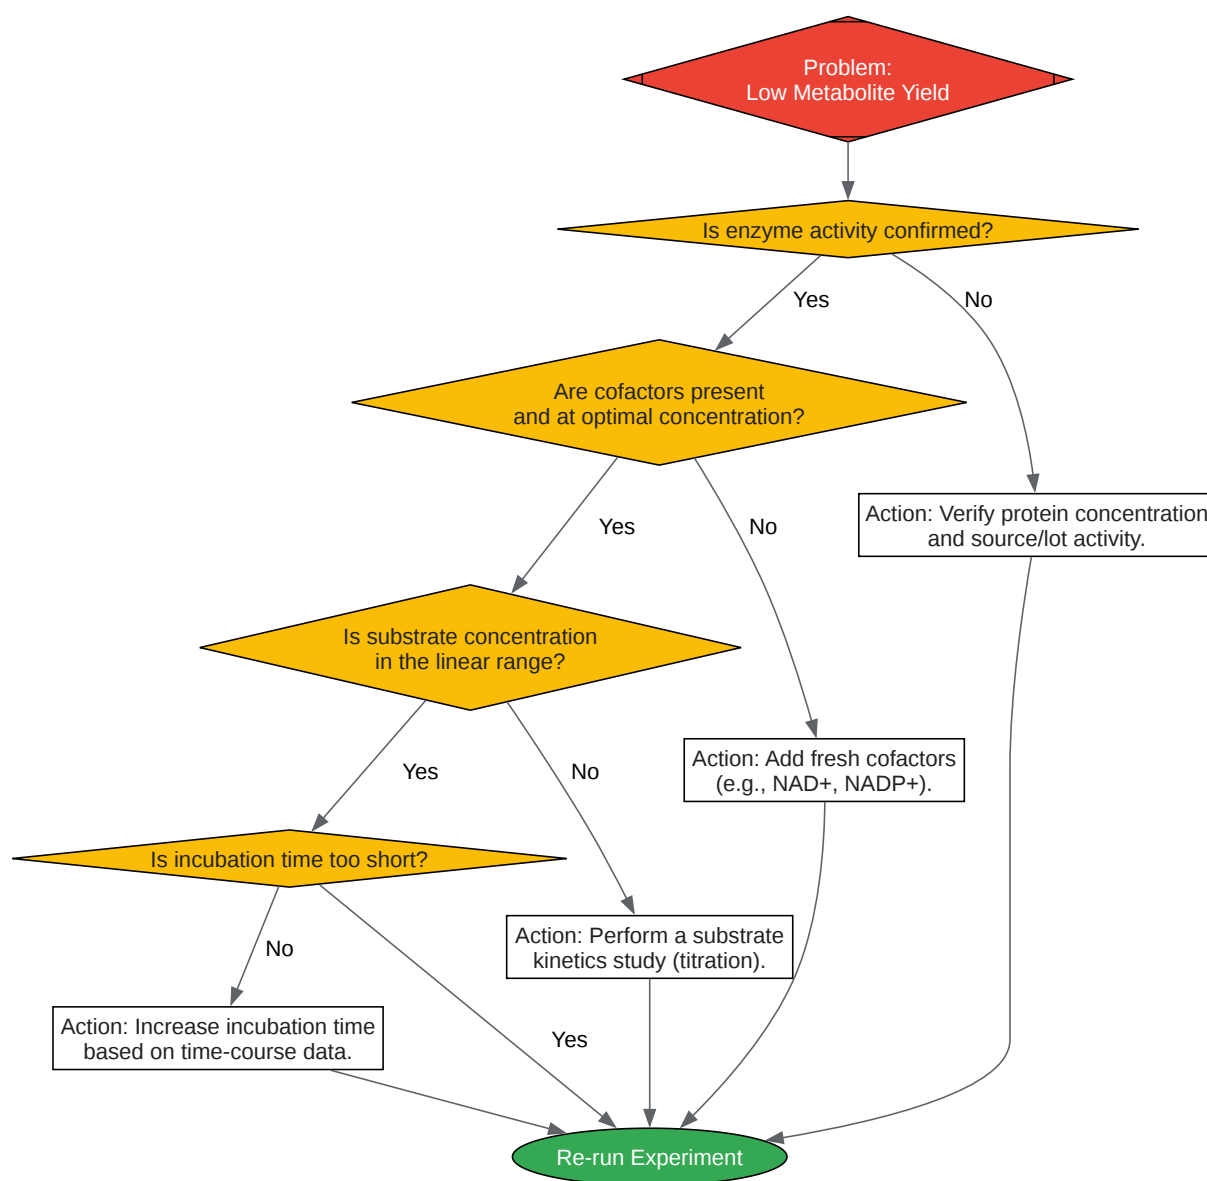 Problem:
Low Metabolite Yield
Is enzyme activity confirmed?
Yes
No
Are cofactors present
and at optimal concentration?
Yes
No
Action: Verify protein concentration
and source/lot activity.
Is substrate concentration
in the linear range?
Yes
No
Action: Add fresh cofactors
(e.g., NAD+, NADP+).
Is incubation time too short?
No
Yes
Action: Perform a substrate
kinetics study (titration).
Action: Increase incubation time
based on time-course data.
Re-run Experiment